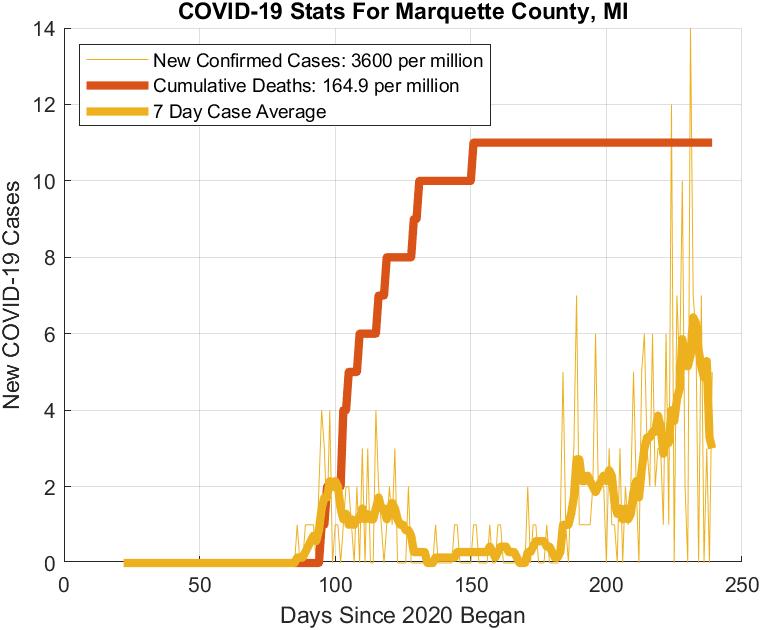 COVID-19 Stats For Marquette County, MI
New Confirmed Cases: 3600 per million
Cumulative Deaths: 164.9 per million
7 Day Case Average
New COVID-19 Cases
14
12
10
8
6
4
2
0
0 50 100 150 200 250
Days Since 2020 Began